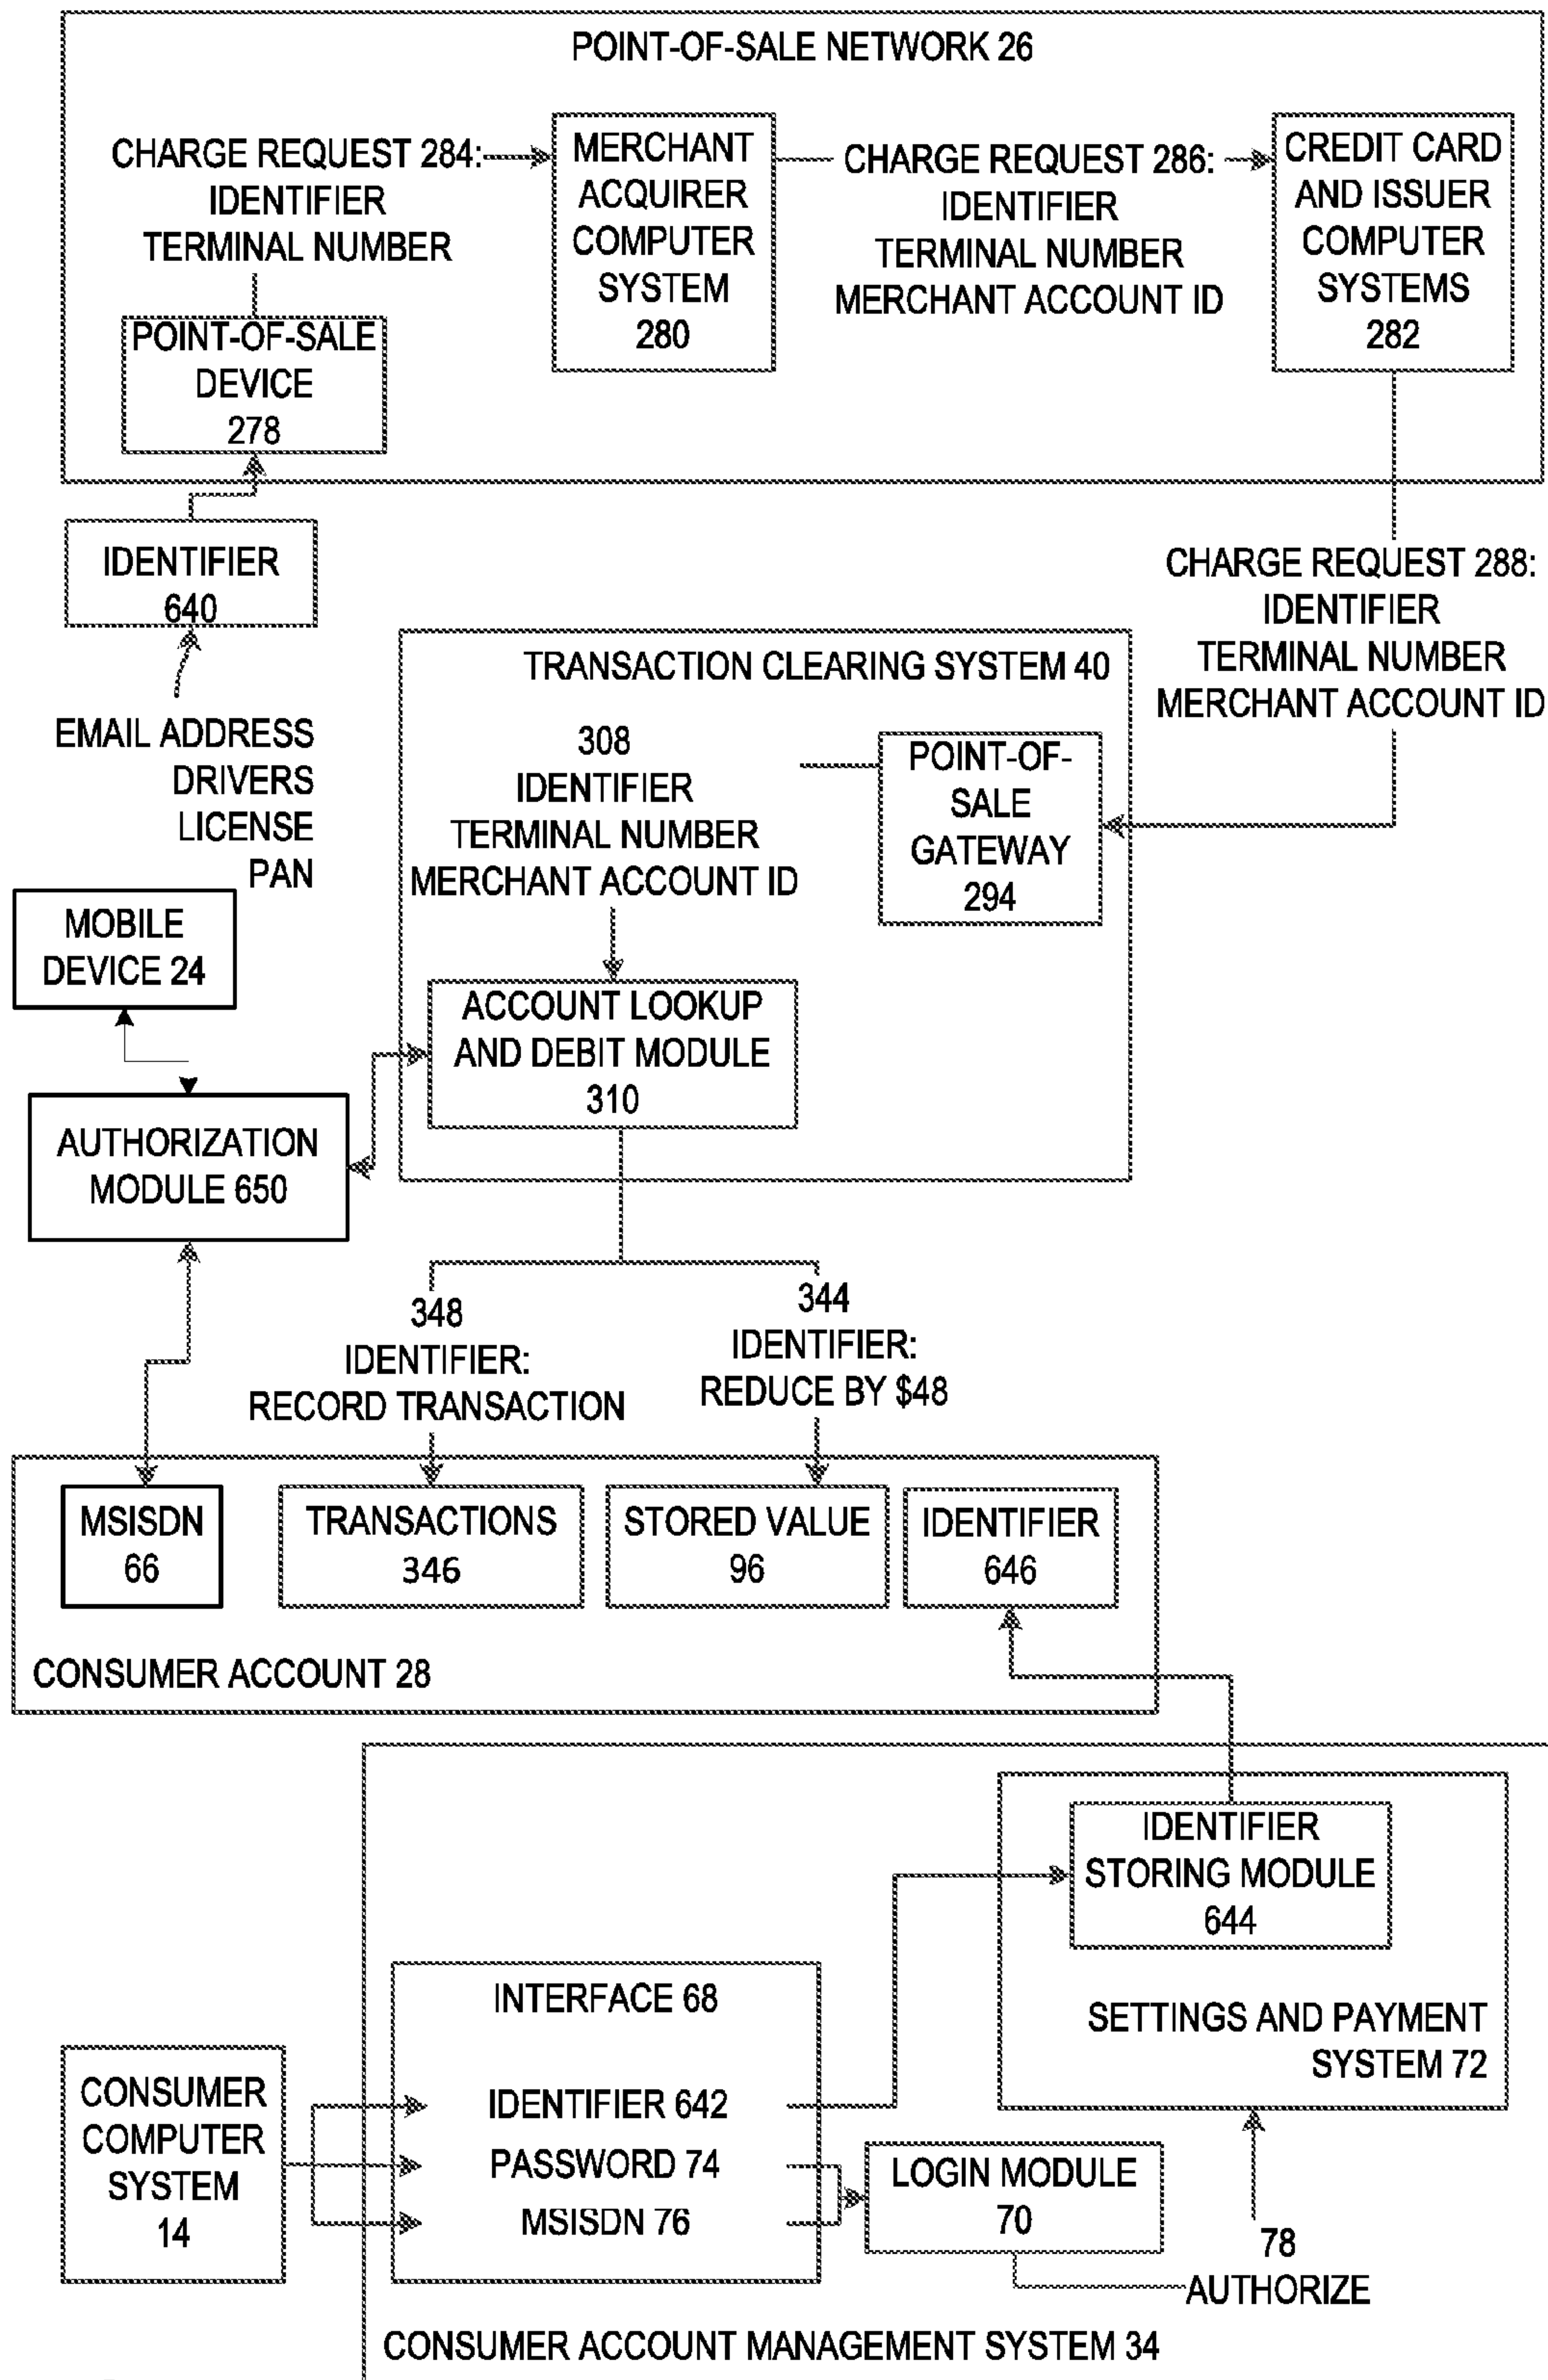 POINT-OF-SALE NETWORK 26
CHARGE REQUEST 284:
IDENTIFIER
TERMINAL NUMBER
MERCHANT
ACQUIRER
COMPUTER
SYSTEM
280
CHARGE REQUEST 286:
IDENTIFIER
TERMINAL NUMBER
MERCHANT ACCOUNT ID
CREDIT CARD
AND ISSUER
COMPUTER
SYSTEMS
282
POINT-OF-SALE
DEVICE
278
IDENTIFIER
640
CHARGE REQUEST 288:
IDENTIFIER
TERMINAL NUMBER
MERCHANT ACCOUNT ID
EMAIL ADDRESS
DRIVERS
LICENSE
PAN
TRANSACTION CLEARING SYSTEM 40
308
IDENTIFIER
TERMINAL NUMBER
MERCHANT ACCOUNT ID
POINT-OF-
SALE
GATEWAY
294
MOBILE
DEVICE 24
ACCOUNT LOOKUP
AND DEBIT MODULE
310
AUTHORIZATION
MODULE 650
348
IDENTIFIER:
RECORD TRANSACTION
344
IDENTIFIER:
REDUCE BY $48
MSISDN
66
TRANSACTIONS
346
STORED VALUE
96
IDENTIFIER
646
CONSUMER ACCOUNT 28
IDENTIFIER
STORING MODULE
644
SETTINGS AND PAYMENT
SYSTEM 72
INTERFACE 68
IDENTIFIER 642
PASSWORD 74
MSISDN 76
CONSUMER
COMPUTER
SYSTEM
14
LOGIN MODULE
70
78
AUTHORIZE
CONSUMER ACCOUNT MANAGEMENT SYSTEM 34